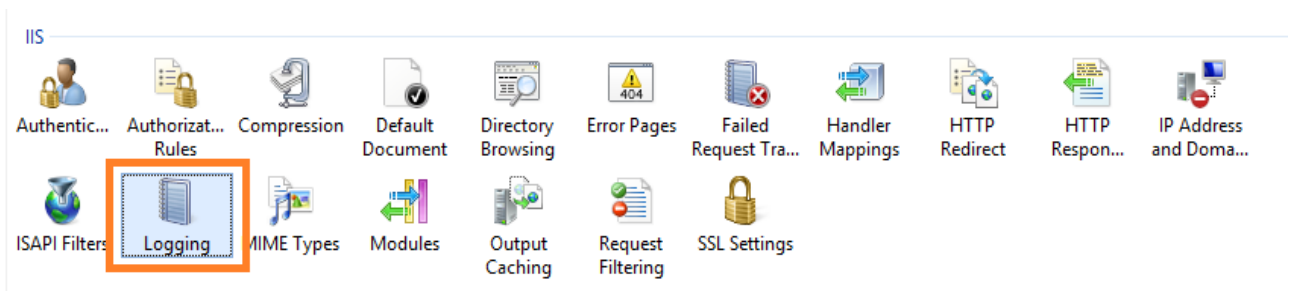 IIS
404
Authentic... Authorizat... Compression Default Directory Error Pages Failed Handler HTTP HTTP IP Address
Rules Document Browsing Request Tra... Mappings Redirect Respon... and Doma...
ISAPI Filters Logging MIME Types Modules Output Request SSL Settings
Caching Filtering